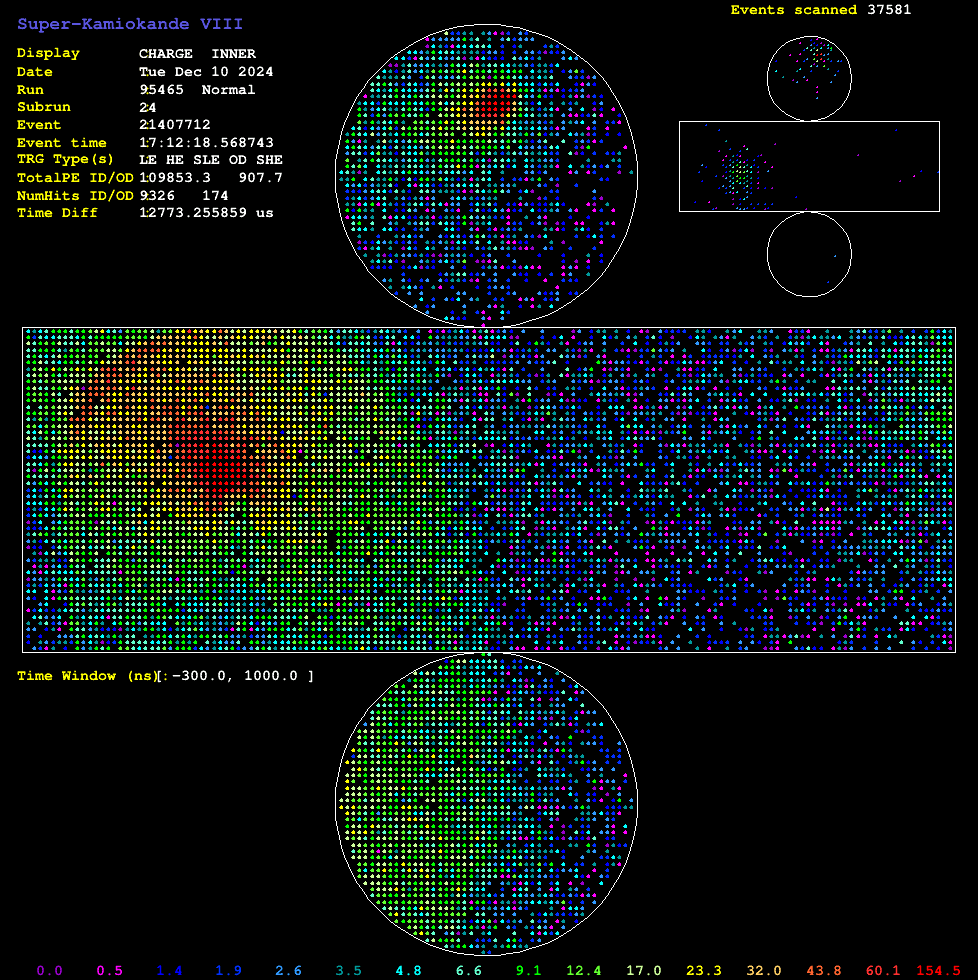 Super-Kamiokande VIII
Events scanned 37581
Display CHARGE INNER
Date Tue Dec 10 2024
Run 95465 Normal
Subrun 24
Event 21407712
Event time 17:12:18.568743
TRG Type(s) LE HE SLE OD SHE
TotalPE ID/OD 109853.3 907.7
NumHits ID/OD 9326 174
Time Diff 12773.255859 us
Time Window (ns)[:-300.0, 1000.0 ]
0.0 0.5 1.4 1.9 2.6 3.5 4.8 6.6 9.1 12.4 17.0 23.3 32.0 43.8 60.1 154.5